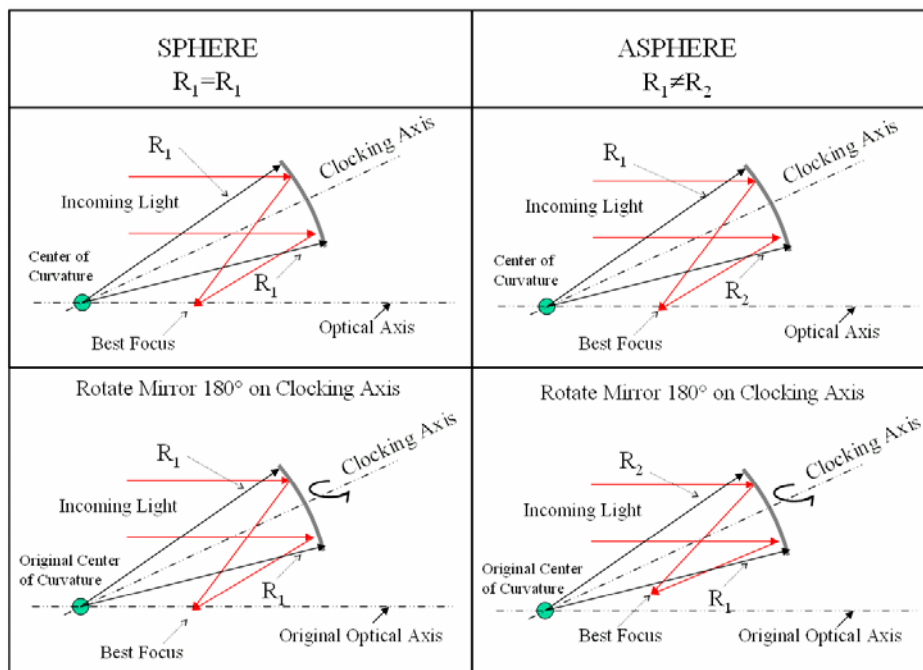 SPHERE
R₁=R₁
ASPHERE
R₁≠R₂
R₁
Clocking Axis
Incoming Light
Center of
Curvature
R₁
Optical Axis
Best Focus
R₁
Clocking Axis
Incoming Light
Center of
Curvature
R₂
Optical Axis
Best Focus
Rotate Mirror 180° on Clocking Axis
R₁
Clocking Axis
Incoming Light
Original Center
of Curvature
R₁
Best Focus
Original Optical Axis
Rotate Mirror 180° on Clocking Axis
R₂
Clocking Axis
Incoming Light
Original Center
of Curvature
R₁
Best Focus
Original Optical Axis